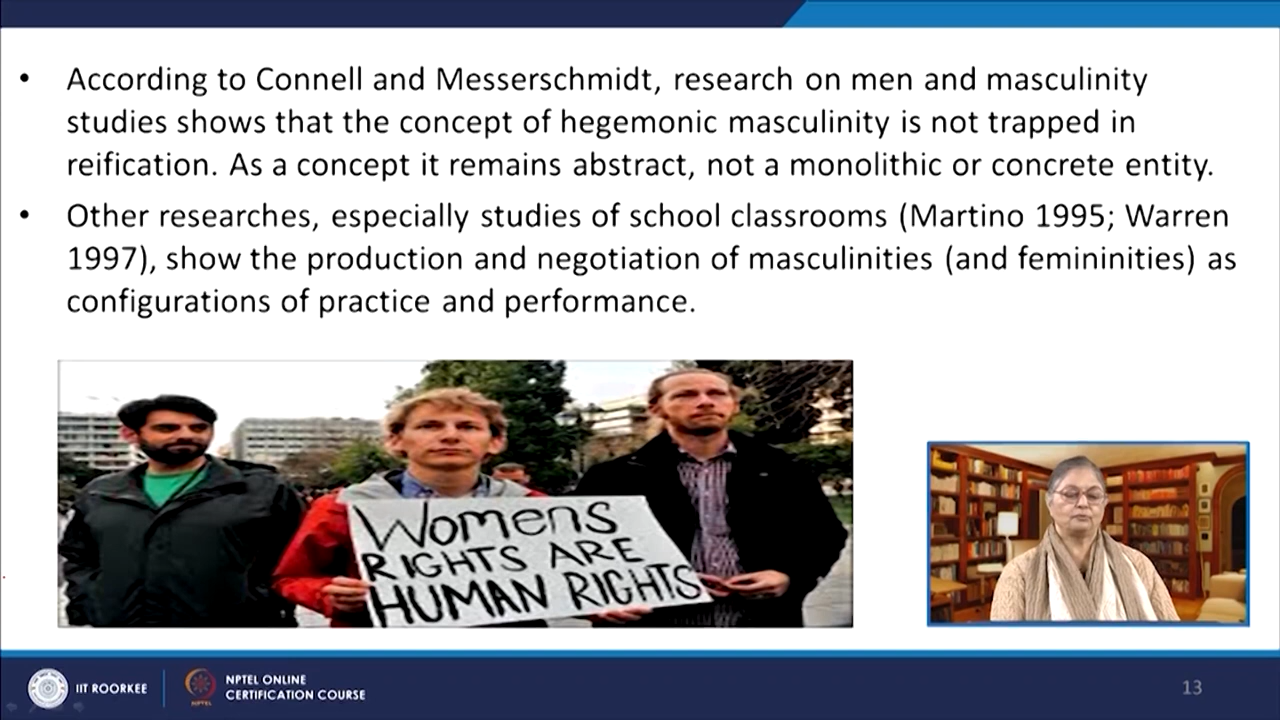 • According to Connell and Messerschmidt, research on men and masculinity
studies shows that the concept of hegemonic masculinity is not trapped in
reification. As a concept it remains abstract, not a monolithic or concrete entity.
• Other researches, especially studies of school classrooms (Martino 1995; Warren
1997), show the production and negotiation of masculinities (and femininities) as
configurations of practice and performance.
WOMENS
RIGHTS ARE
HUMAN RIGHTS
IIT ROORKEE
NPTEL
NPTEL ONLINE
CERTIFICATION COURSE
13